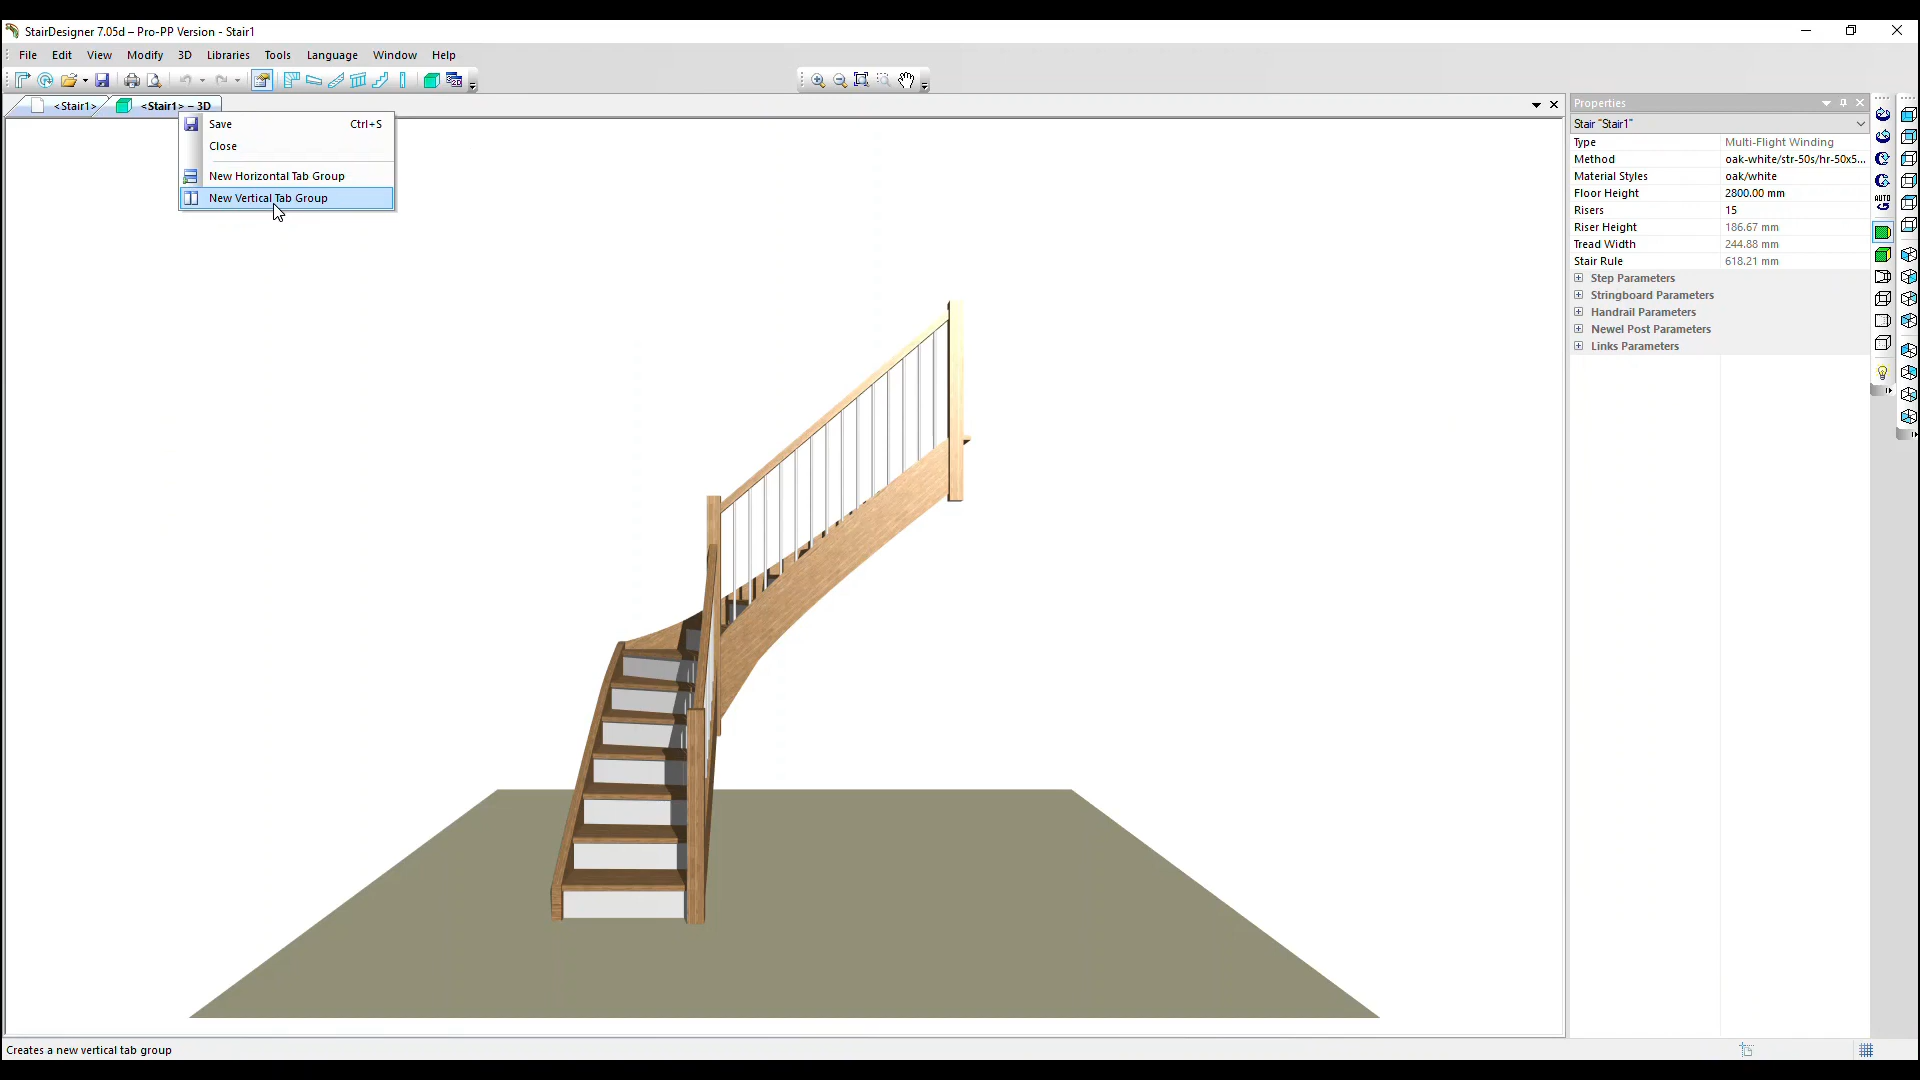 StairDesigner 7.05d – Pro-PP Version - Stair1
File Edit View Modify 3D Libraries Tools Language Window Help
<Stair1> <Stair1> – 3D
Save Ctrl+S
Close
New Horizontal Tab Group
New Vertical Tab Group
Properties
Stair "Stair1"
Type Multi-Flight Winding
Method oak-white/str-50s/hr-50x5...
Material Styles oak/white
Floor Height 2800.00 mm
Risers 15
Riser Height 186.67 mm
Tread Width 244.88 mm
Stair Rule 618.21 mm
Step Parameters
Stringboard Parameters
Handrail Parameters
Newel Post Parameters
Links Parameters
AUTO
Creates a new vertical tab group